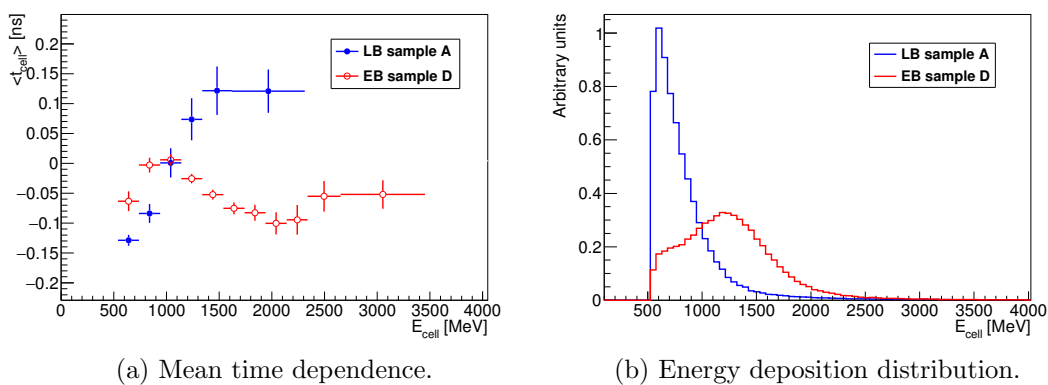 <t_cell> [ns]
0.2
0.15
0.1
0.05
0
−0.05
−0.1
−0.15
−0.2
0 500 1000 1500 2000 2500 3000 3500 4000
E_cell [MeV]
LB sample A
EB sample D
(a) Mean time dependence.
Arbitrary units
1
0.8
0.6
0.4
0.2
0
500 1000 1500 2000 2500 3000 3500 4000
E_cell [MeV]
LB sample A
EB sample D
(b) Energy deposition distribution.